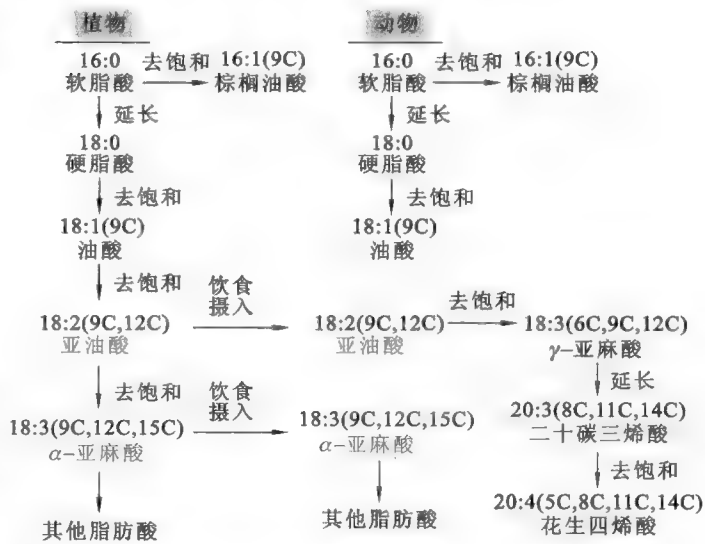 植物
动物
16:0 去饱和 16:1(9C)
软脂酸 棕榈油酸
16:0 去饱和 16:1(9C)
软脂酸 棕榈油酸
延长
延长
18:0
硬脂酸
18:0
硬脂酸
去饱和
去饱和
18:1(9C)
油酸
18:1(9C)
油酸
去饱和
饮食
摄入
去饱和
18:2(9C,12C)
亚油酸
18:2(9C,12C)
亚油酸
18:3(6C,9C,12C)
γ-亚麻酸
去饱和
饮食
摄入
延长
18:3(9C,12C,15C)
α-亚麻酸
18:3(9C,12C,15C)
α-亚麻酸
20:3(8C,11C,14C)
二十碳三烯酸
去饱和
其他脂肪酸
其他脂肪酸
20:4(5C,8C,11C,14C)
花生四烯酸